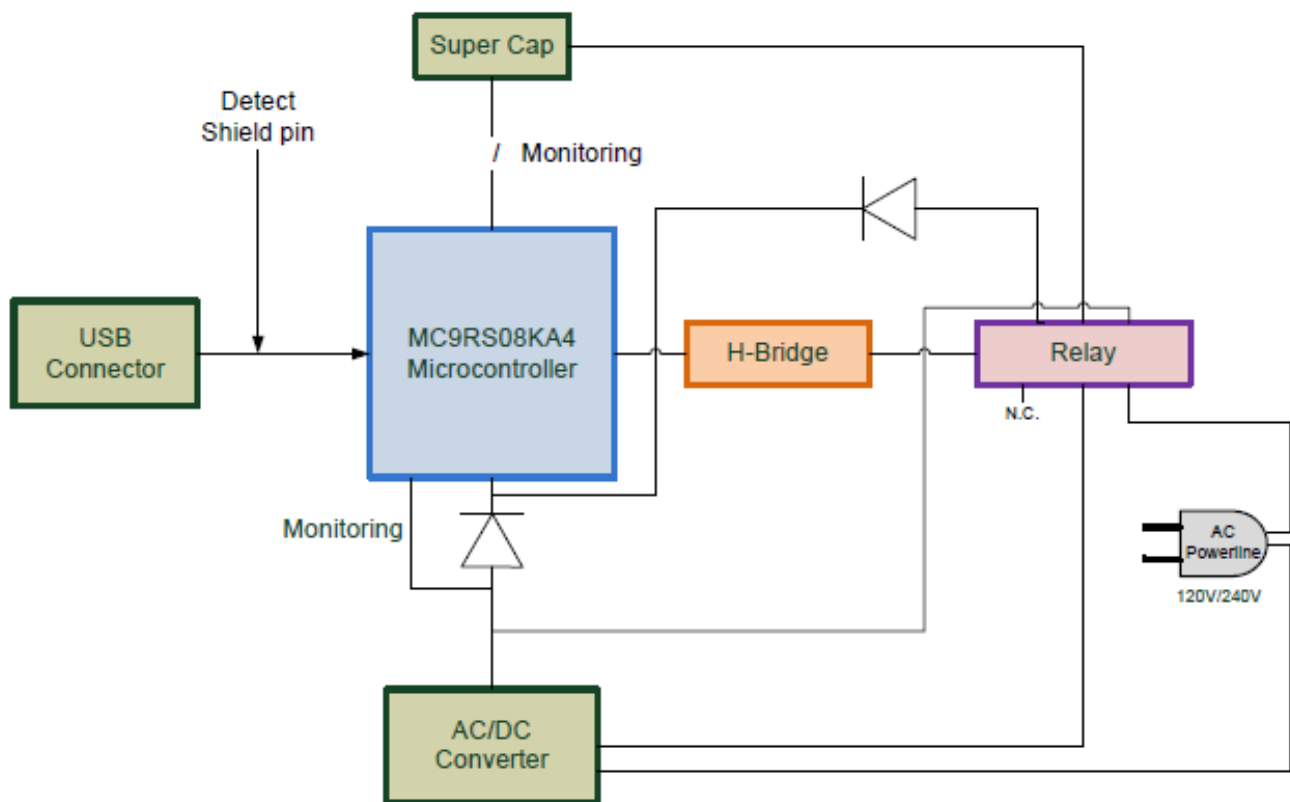 Super Cap
Detect
Shield pin
/ Monitoring
USB
Connector
MC9RS08KA4
Microcontroller
H-Bridge
Relay
N.C.
Monitoring
AC
Powerline
120V/240V
AC/DC
Converter